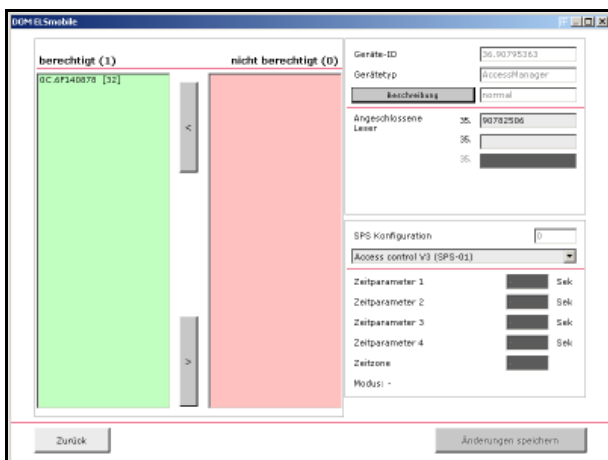 DOM ELSmobile
berechtigt (1)
nicht berechtigt (0)
0C.6F140878 [32]
<
>
Geräte-ID
36.90795363
Gerätetyp
AccessManager
Beschreibung
normal
Angeschlossene
Leser
35. 90782506
35.
35.
SPS Konfiguration
0
Access control V3 (SPS-01)
Zeitparameter 1 Sek
Zeitparameter 2 Sek
Zeitparameter 3 Sek
Zeitparameter 4 Sek
Zeitzone
Modus: -
Zurück
Änderungen speichern